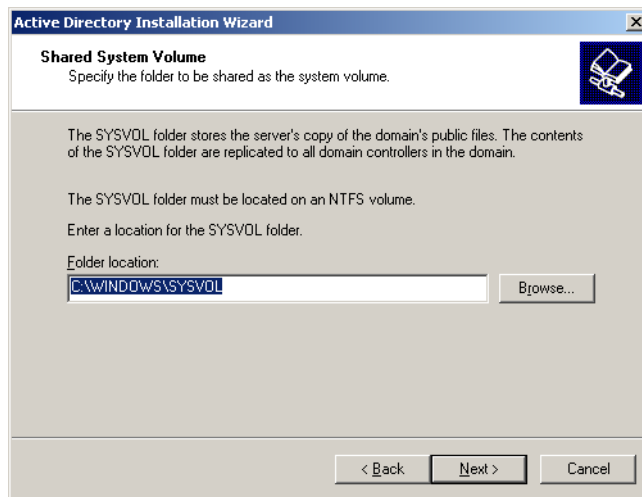 Active Directory Installation Wizard
Shared System Volume
Specify the folder to be shared as the system volume.
The SYSVOL folder stores the server's copy of the domain's public files. The contents
of the SYSVOL folder are replicated to all domain controllers in the domain.
The SYSVOL folder must be located on an NTFS volume.
Enter a location for the SYSVOL folder.
Folder location:
C:\WINDOWS\SYSVOL
Browse...
< Back
Next >
Cancel